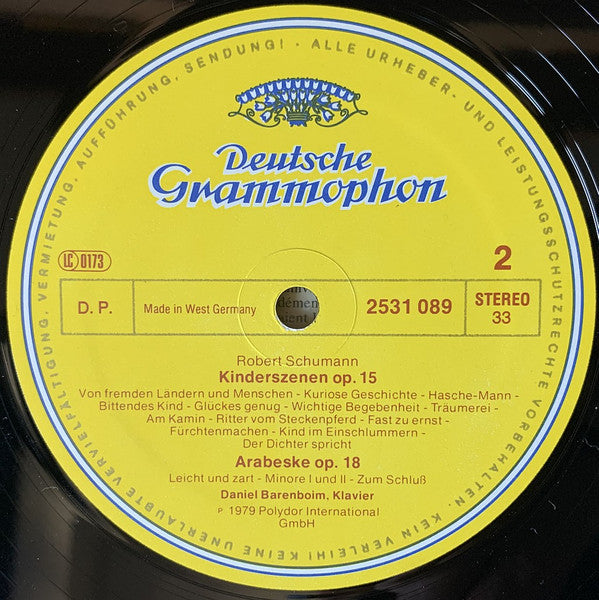 ALLE URHEBER- UND LEISTUNGSSCHUTZRECHTE VORBEHALTEN. KEIN VERLEIH! KEINE UNERLAUBTE VERVIELFÄLTIGUNG, VERMIETUNG, AUFFÜHRUNG, SENDUNG! ·
Deutsche
Grammophon
LC 0173
2
D. P.
Made in West Germany
2531 089
STEREO
33
démen
Robert Schumann
Kinderszenen op. 15
Von fremden Ländern und Menschen - Kuriose Geschichte - Hasche-Mann -
Bittendes Kind - Glückes genug - Wichtige Begebenheit - Träumerei -
Am Kamin - Ritter vom Steckenpferd - Fast zu ernst -
Fürchtenmachen - Kind im Einschlummern -
Der Dichter spricht
Arabeske op. 18
Leicht und zart - Minore I und II - Zum Schluß
Daniel Barenboim, Klavier
℗ 1979 Polydor International
GmbH